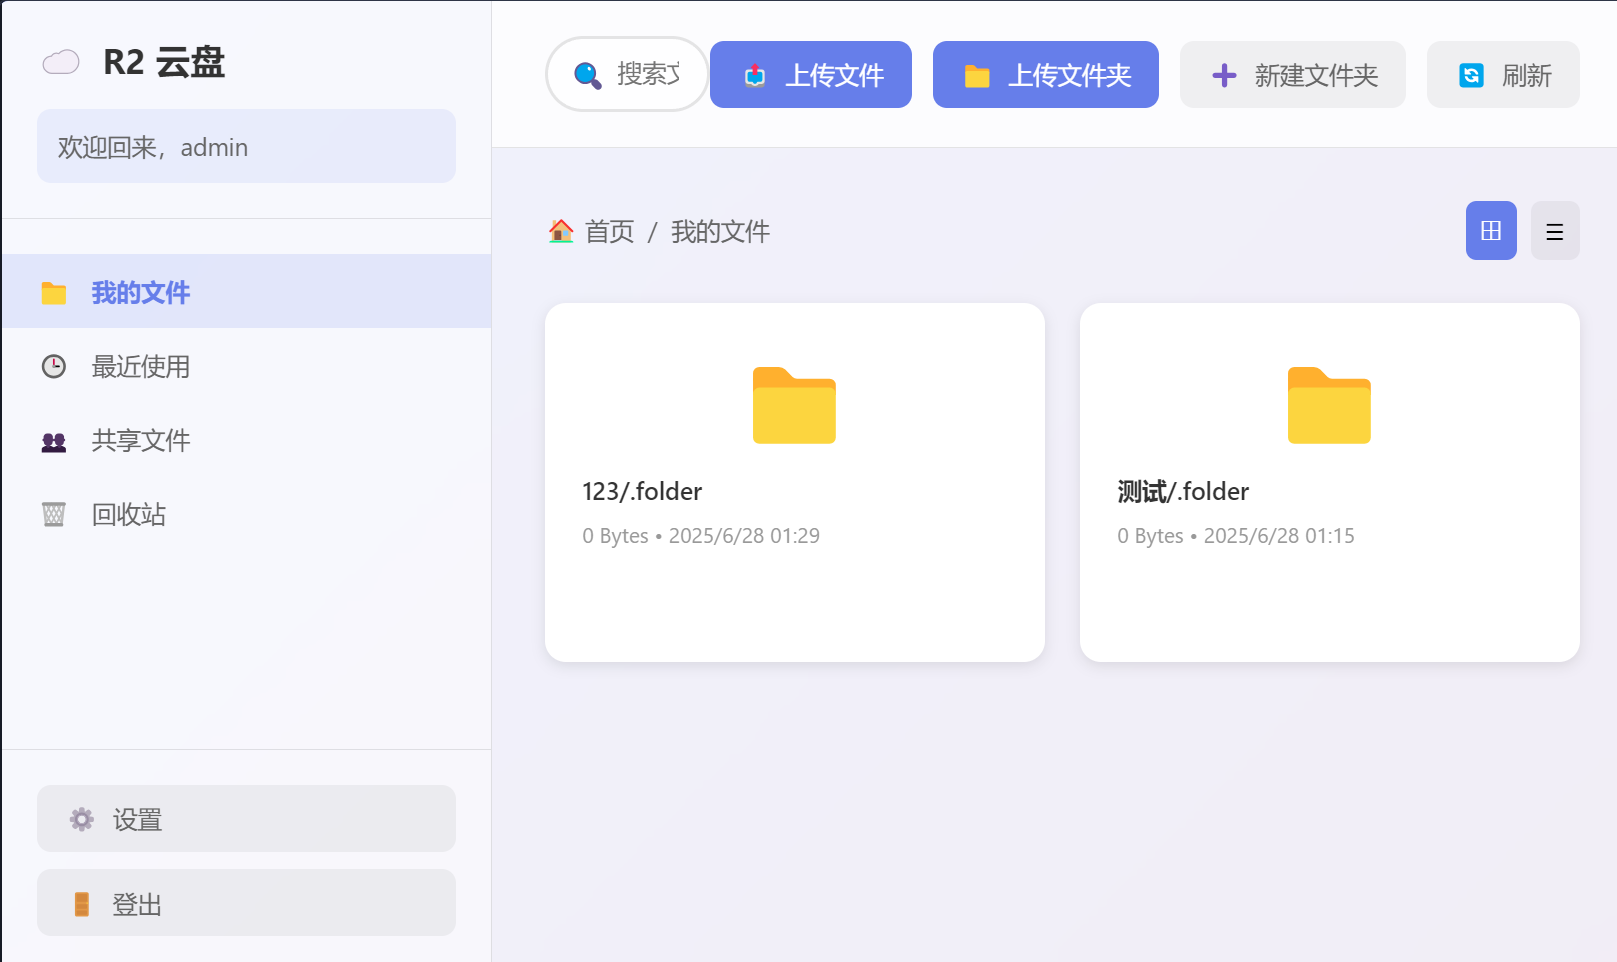 R2 云盘
欢迎回来，admin
我的文件
最近使用
共享文件
回收站
设置
登出
搜索文
上传文件
上传文件夹
新建文件夹
刷新
首页 / 我的文件
123/.folder
0 Bytes • 2025/6/28 01:29
测试/.folder
0 Bytes • 2025/6/28 01:15